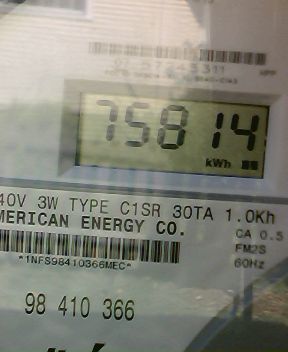 75814
kWh
40V 3W TYPE C1SR 30TA 1.0Kh
MERICAN ENERGY CO.
CA 0.5
FM2S
*1NFS98410366MEC*
60Hz
98 410 366